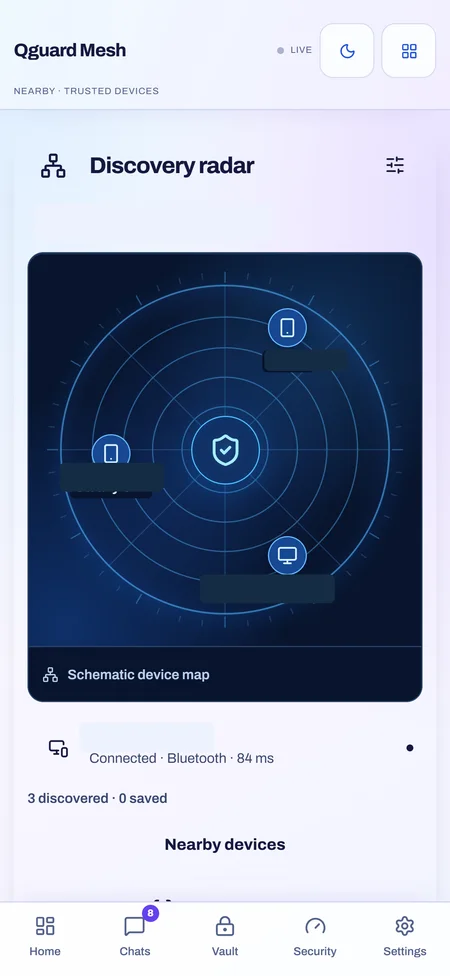 Qguard Mesh
LIVE
NEARBY · TRUSTED DEVICES
Discovery radar
Schematic device map
Connected · Bluetooth · 84 ms
3 discovered · 0 saved
Nearby devices
8
Home
Chats
Vault
Security
Settings